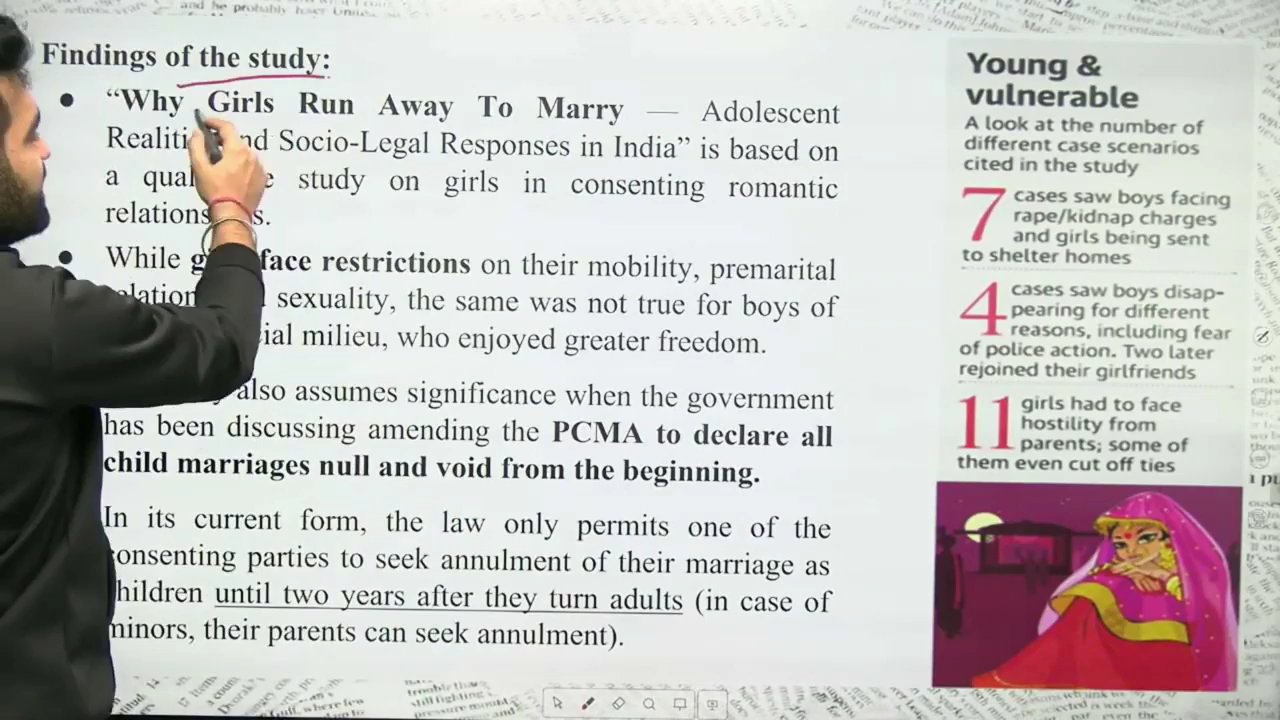 Findings of the study:
“Why Girls Run Away To Marry — Adolescent
Socio-Legal Responses in India” is based on
a study on girls in consenting romantic
While face restrictions on their mobility, premarital
sexuality, the same was not true for boys of
milieu, who enjoyed greater freedom.
also assumes significance when the government
has been discussing amending the PCMA to declare all
child marriages null and void from the beginning.
In its current form, the law only permits one of the
consenting parties to seek annulment of their marriage as
children until two years after they turn adults (in case of
minors, their parents can seek annulment).
Young &
vulnerable
A look at the number of
different case scenarios
cited in the study
7 cases saw boys facing
rape/kidnap charges
and girls being sent
to shelter homes
4 cases saw boys disap-
pearing for different
reasons, including fear
of police action. Two later
rejoined their girlfriends
11 girls had to face
hostility from
parents; some of
them even cut off ties